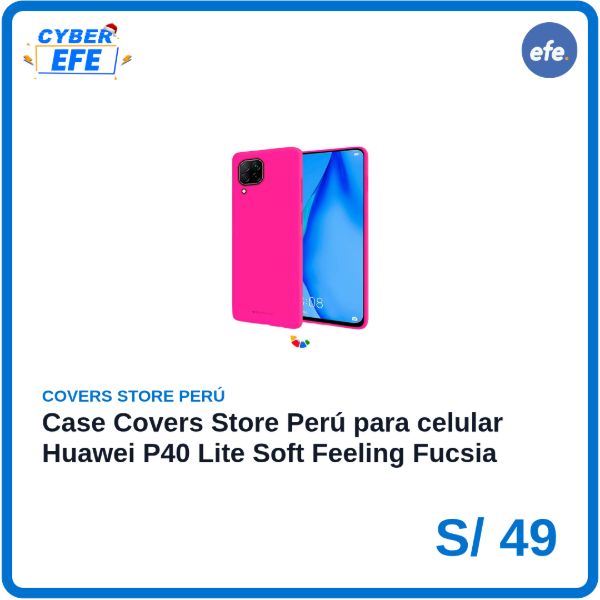 CYBER
EFE
efe.
:08
COVERS STORE PERÚ
Case Covers Store Perú para celular
Huawei P40 Lite Soft Feeling Fucsia
S/ 49